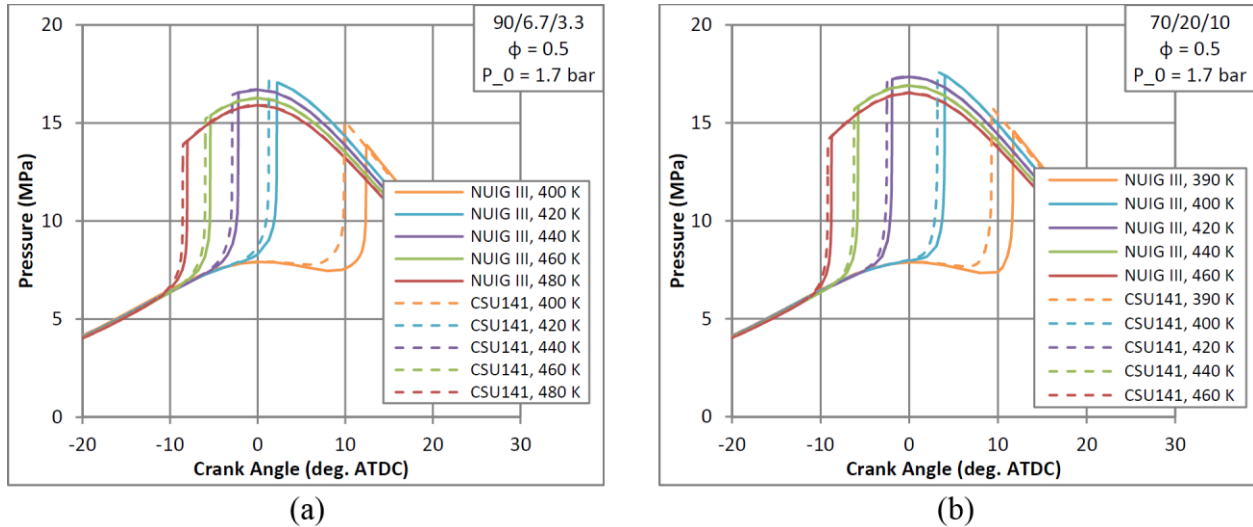 20
90/6.7/3.3
ϕ = 0.5
P_0 = 1.7 bar
15
Pressure (MPa)
10
5
0
NUIG III, 400 K
NUIG III, 420 K
NUIG III, 440 K
NUIG III, 460 K
NUIG III, 480 K
CSU141, 400 K
CSU141, 420 K
CSU141, 440 K
CSU141, 460 K
CSU141, 480 K
-20 -10 0 10 20 30
Crank Angle (deg. ATDC)
(a)
20
70/20/10
ϕ = 0.5
P_0 = 1.7 bar
15
Pressure (MPa)
10
5
0
NUIG III, 390 K
NUIG III, 400 K
NUIG III, 420 K
NUIG III, 440 K
NUIG III, 460 K
CSU141, 390 K
CSU141, 400 K
CSU141, 420 K
CSU141, 440 K
CSU141, 460 K
-20 -10 0 10 20 30
Crank Angle (deg. ATDC)
(b)